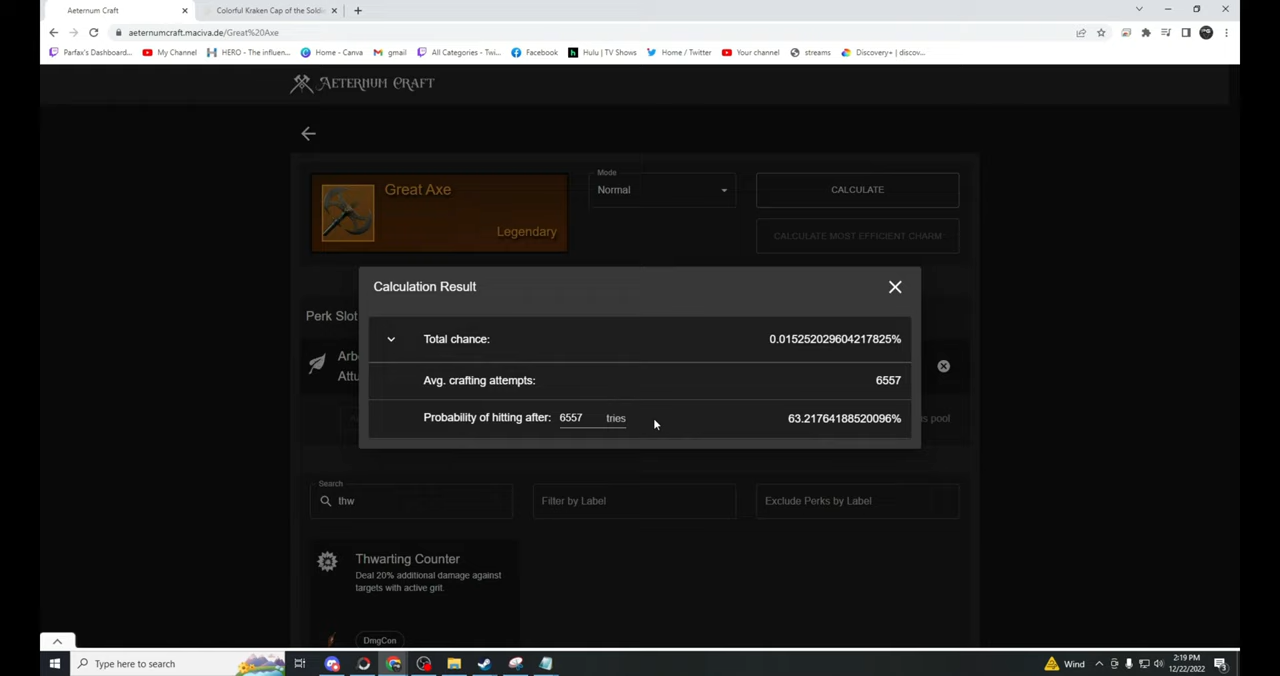 Aeternum Craft
Colorful Kraken Cap of the Soldie
aeternumcraft.maciva.de/Great%20Axe
Parfax's Dashboard...
My Channel
HERO - The influen...
Home - Canva
gmail
All Categories - Twi...
Facebook
Hulu | TV Shows
Home / Twitter
Your channel
streams
Discovery+ | discov...
AETERNUM CRAFT
Great Axe
Legendary
Mode
Normal
CALCULATE
CALCULATE MOST EFFICIENT CHARM
Calculation Result
Perk Slot
Total chance:
0.015252029604217825%
Arb
Attu
Avg. crafting attempts:
6557
Probability of hitting after: 6557 tries
63.21764188520096%
s pool
Search
thw
Filter by Label
Exclude Perks by Label
Thwarting Counter
Deal 20% additional damage against
targets with active grit.
DmgCon
Type here to search
Wind
2:19 PM
12/22/2022